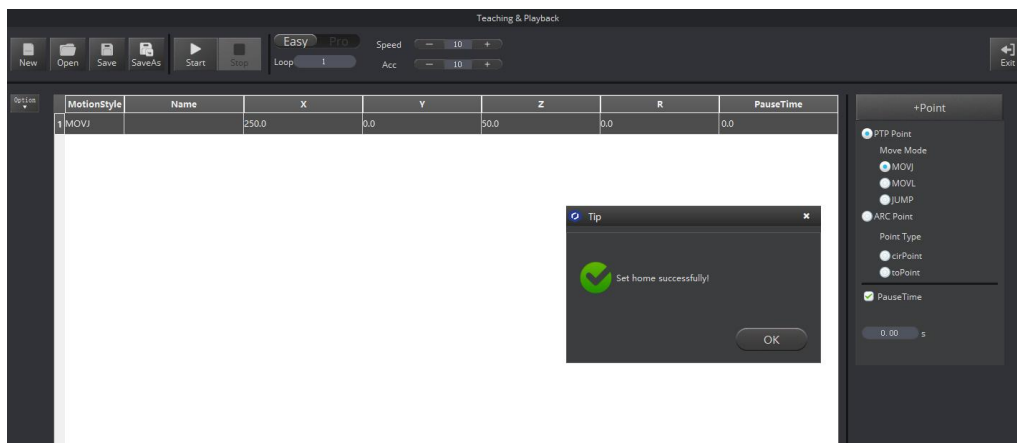 Teaching & Playback
New Open Save SaveAs Start Stop
Easy Pro
Loop 1
Speed - 10 +
Acc - 10 +
Exit
Option
MotionStyle Name X Y Z R PauseTime
1 MOVJ 250.0 0.0 50.0 0.0 0.0
+Point
PTP Point
Move Mode
MOVJ
MOVL
JUMP
ARC Point
Point Type
cirPoint
toPoint
PauseTime
0.00 s
Tip
Set home successfully!
OK